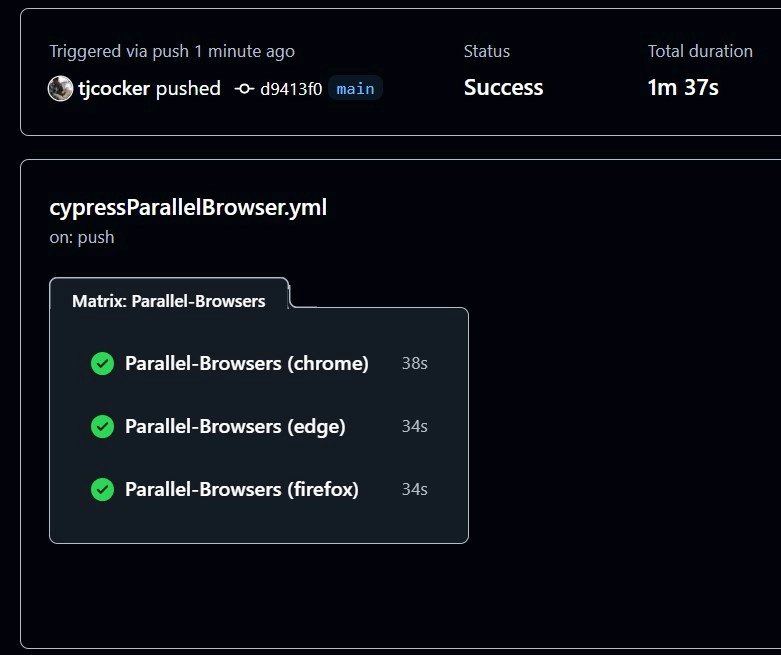 Triggered via push 1 minute ago
Status
Total duration
tjcocker pushed d9413f0 main
Success
1m 37s
cypressParallelBrowser.yml
on: push
Matrix: Parallel-Browsers
Parallel-Browsers (chrome) 38s
Parallel-Browsers (edge) 34s
Parallel-Browsers (firefox) 34s